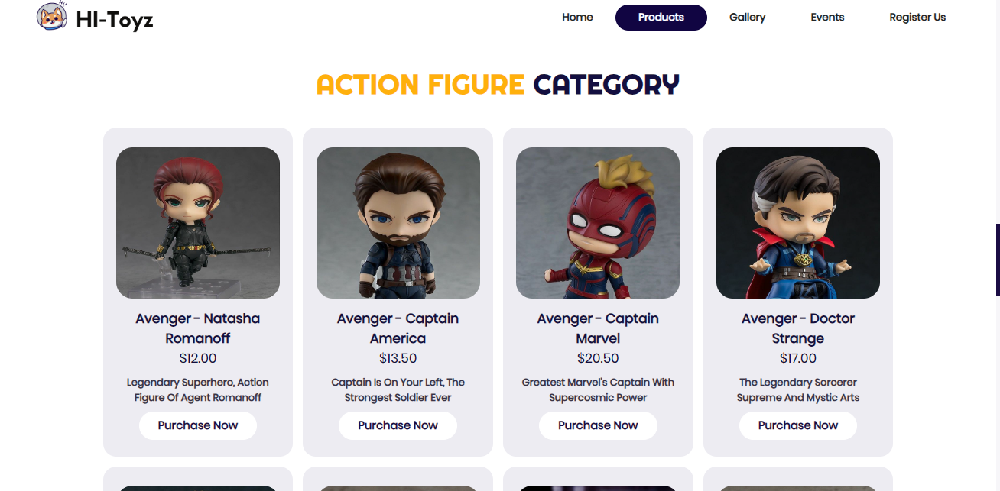 Hi!
HI-Toyz
Home
Products
Gallery
Events
Register Us
ACTION FIGURE CATEGORY
Avenger - Natasha
Romanoff
$12.00
Legendary Superhero, Action
Figure Of Agent Romanoff
Purchase Now
Avenger - Captain
America
$13.50
Captain Is On Your Left, The
Strongest Soldier Ever
Purchase Now
Avenger - Captain
Marvel
$20.50
Greatest Marvel's Captain With
Supercosmic Power
Purchase Now
Avenger - Doctor
Strange
$17.00
The Legendary Sorcerer
Supreme And Mystic Arts
Purchase Now